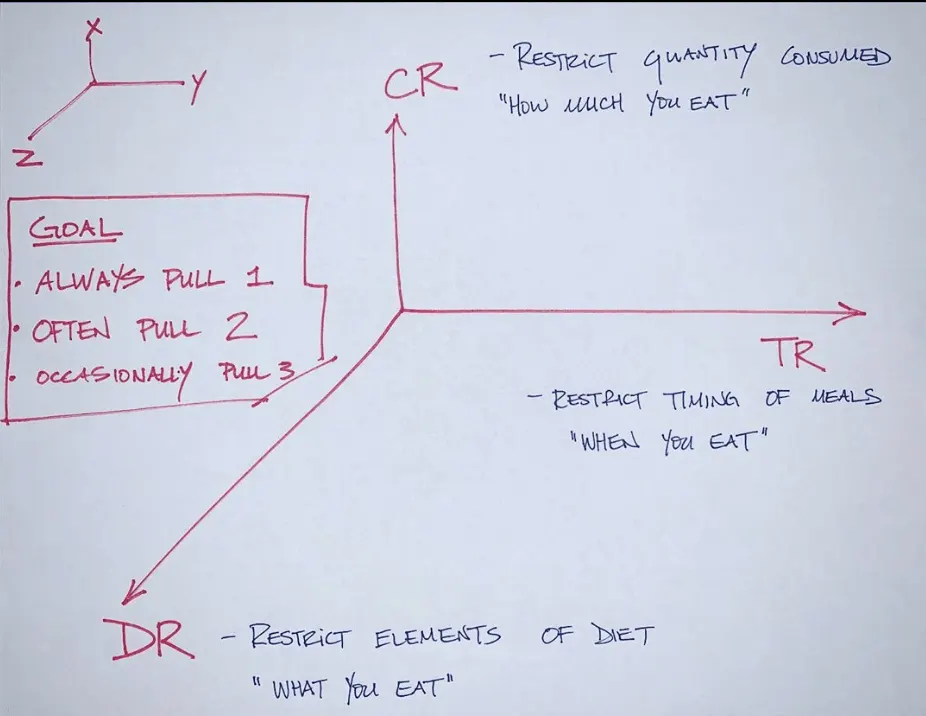 X
Y
Z
CR
- RESTRICT QUANTITY CONSUMED
"HOW MUCH YOU EAT"
GOAL
• ALWAYS PULL 1
• OFTEN PULL 2
• OCCASIONALLY PULL 3
TR
- RESTRICT TIMING OF MEALS
"WHEN YOU EAT"
DR - RESTRICT ELEMENTS OF DIET
"WHAT YOU EAT"